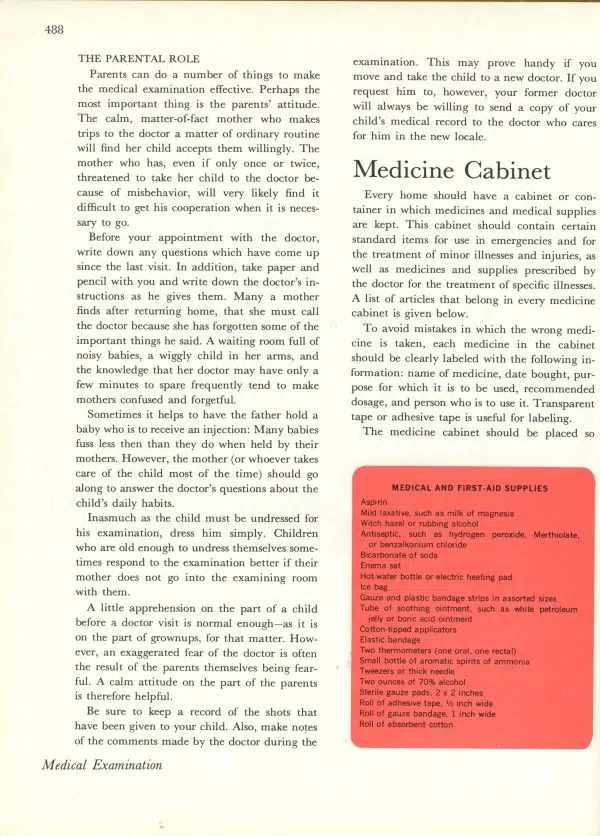 488
THE PARENTAL ROLE
Parents can do a number of things to make
the medical examination effective. Perhaps the
most important thing is the parents' attitude.
The calm, matter-of-fact mother who makes
trips to the doctor a matter of ordinary routine
will find her child accepts them willingly. The
mother who has, even if only once or twice,
threatened to take her child to the doctor be-
cause of misbehavior, will very likely find it
difficult to get his cooperation when it is neces-
sary to go.
Before your appointment with the doctor,
write down any questions which have come up
since the last visit. In addition, take paper and
pencil with you and write down the doctor's in-
structions as he gives them. Many a mother
finds after returning home, that she must call
the doctor because she has forgotten some of the
important things he said. A waiting room full of
noisy babies, a wiggly child in her arms, and
the knowledge that her doctor may have only a
few minutes to spare frequently tend to make
mothers confused and forgetful.
Sometimes it helps to have the father hold a
baby who is to receive an injection: Many babies
fuss less then than they do when held by their
mothers. However, the mother (or whoever takes
care of the child most of the time) should go
along to answer the doctor's questions about the
child's daily habits.
Inasmuch as the child must be undressed for
his examination, dress him simply. Children
who are old enough to undress themselves some-
times respond to the examination better if their
mother does not go into the examining room
with them.
A little apprehension on the part of a child
before a doctor visit is normal enough—as it is
on the part of grownups, for that matter. How-
ever, an exaggerated fear of the doctor is often
the result of the parents themselves being fear-
ful. A calm attitude on the part of the parents
is therefore helpful.
Be sure to keep a record of the shots that
have been given to your child. Also, make notes
of the comments made by the doctor during the
examination. This may prove handy if you
move and take the child to a new doctor. If you
request him to, however, your former doctor
will always be willing to send a copy of your
child's medical record to the doctor who cares
for him in the new locale.
Medicine Cabinet
Every home should have a cabinet or con-
tainer in which medicines and medical supplies
are kept. This cabinet should contain certain
standard items for use in emergencies and for
the treatment of minor illnesses and injuries, as
well as medicines and supplies prescribed by
the doctor for the treatment of specific illnesses.
A list of articles that belong in every medicine
cabinet is given below.
To avoid mistakes in which the wrong medi-
cine is taken, each medicine in the cabinet
should be clearly labeled with the following in-
formation: name of medicine, date bought, pur-
pose for which it is to be used, recommended
dosage, and person who is to use it. Transparent
tape or adhesive tape is useful for labeling.
The medicine cabinet should be placed so
MEDICAL AND FIRST-AID SUPPLIES
Aspirin
Mild laxative, such as milk of magnesia
Witch hazel or rubbing alcohol
Antiseptic, such as hydrogen peroxide, Merthiolate,
or benzalkonium chloride
Bicarbonate of soda
Enema set
Hot-water bottle or electric heating pad
Ice bag
Gauze and plastic bandage strips in assorted sizes
Tube of soothing ointment, such as white petroleum
jelly or boric acid ointment
Cotton-tipped applicators
Elastic bandage
Two thermometers (one oral, one rectal)
Small bottle of aromatic spirits of ammonia
Tweezers or thick needle
Two ounces of 70% alcohol
Sterile gauze pads, 2 x 2 inches
Roll of adhesive tape, ½ inch wide
Roll of gauze bandage, 1 inch wide
Roll of absorbent cotton
Medical Examination